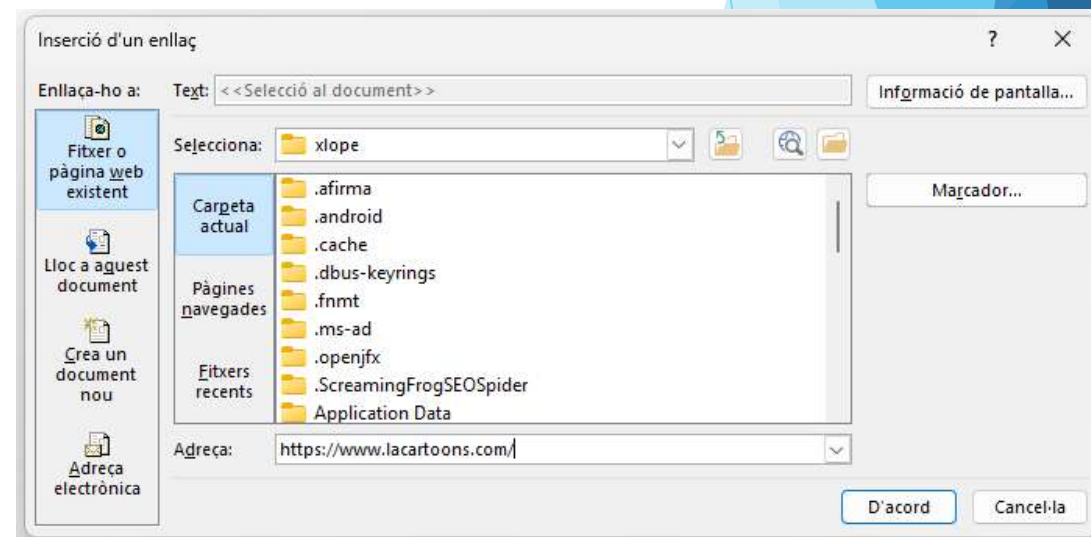 Inserció d'un enllaç
?
Enllaça-ho a:
Text: <<Selecció al document>>
Informació de pantalla...
Fitxer o
pàgina web
existent
Selecciona: xlope
Marcador...
Carpeta
actual
.afirma
.android
.cache
.dbus-keyrings
.fnmt
.ms-ad
.openjfx
.ScreamingFrogSEOSpider
Application Data
Lloc a aquest
document
Pàgines
navegades
Crea un
document
nou
Fitxers
recents
Adreça
electrònica
Adreça: https://www.lacartoons.com/
D'acord
Cancel·la